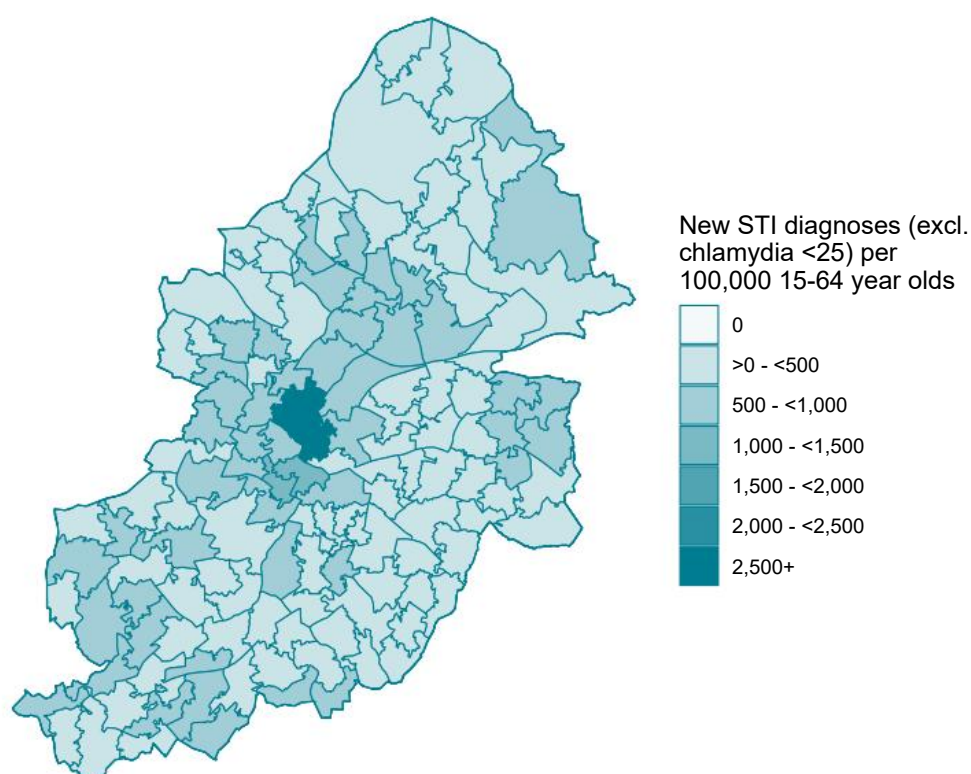 New STI diagnoses (excl.
chlamydia <25) per
100,000 15-64 year olds
0
>0 - <500
500 - <1,000
1,000 - <1,500
1,500 - <2,000
2,000 - <2,500
2,500+